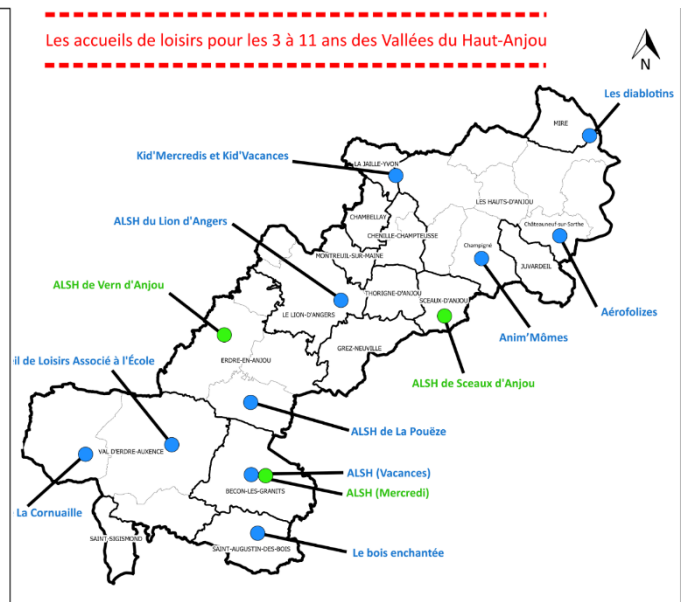 Les accueils de loisirs pour les 3 à 11 ans des Vallées du Haut-Anjou
N
Les diablotins
MIRE
Kid'Mercredis et Kid'Vacances
LA JAILLE-YVON
LES HAUTS-D'ANJOU
ALSH du Lion d'Angers
CHAMBELLAY
Châteauneuf-sur-Sarthe
CHENILLE-CHAMPTEUSSE
Champigné
MONTREUIL-SUR-MAINE
JUVARDEIL
ALSH de Vern d'Anjou
THORIGNE-D'ANJOU
SCEAUX-D'ANJOU
Aérofolizes
LE LION-D'ANGERS
Anim'Mômes
GREZ-NEUVILLE
il de Loisirs Associé à l'École
ERDRE-EN-ANJOU
ALSH de Sceaux d'Anjou
ALSH de La Pouëze
VAL D'ERDRE-AUXENCE
ALSH (Vacances)
BECON-LES-GRANITS
ALSH (Mercredi)
La Cornuaille
SAINT-SIGISMOND
SAINT-AUGUSTIN-DES-BOIS
Le bois enchantée